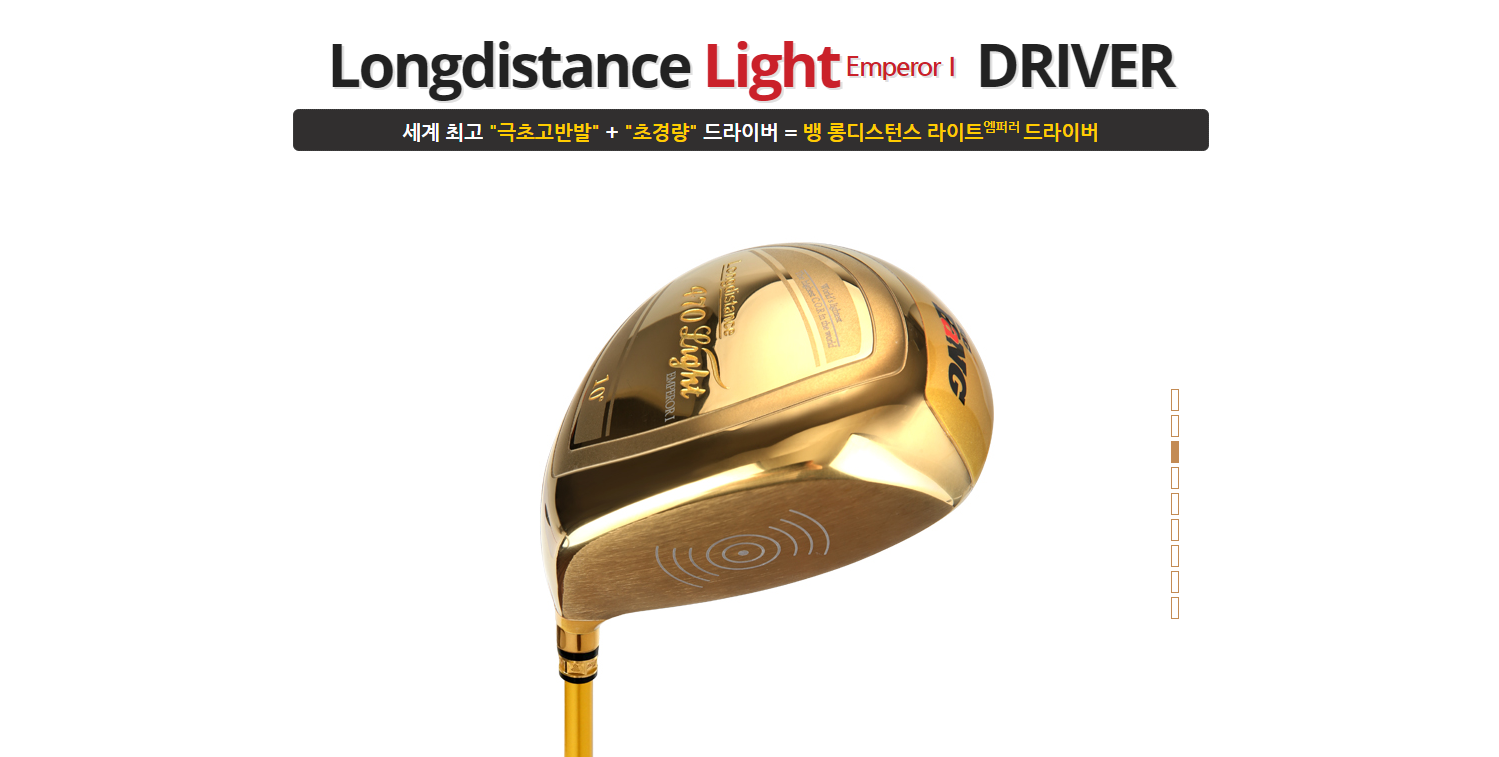 Longdistance Light Emperor I DRIVER
세계 최고 "극초고반발" + "초경량" 드라이버 = 뱅 롱디스턴스 라이트엠퍼러 드라이버
Longdistance
470 Light
EMPEROR I
10°
BANG